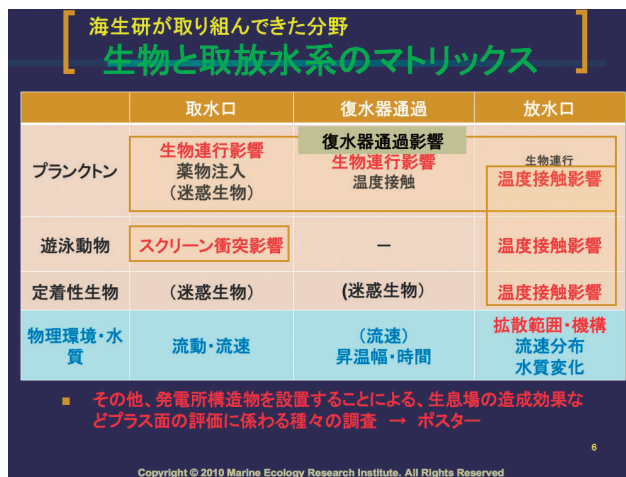 海生研が取り組んできた分野
生物と取放水系のマトリックス
取水口 復水器通過 放水口
復水器通過影響
プランクトン
生物連行影響
薬物注入
(迷惑生物)
生物連行影響
温度接触
生物連行
温度接触影響
遊泳動物 スクリーン衝突影響 － 温度接触影響
定着性生物 (迷惑生物) (迷惑生物) 温度接触影響
物理環境・水
質
流動・流速
(流速)
昇温幅・時間
拡散範囲・機構
流速分布
水質変化
■ その他、発電所構造物を設置することによる、生息場の造成効果な
どプラス面の評価に係わる種々の調査 → ポスター
6
Copyright © 2010 Marine Ecology Research Institute. All Rights Reserved